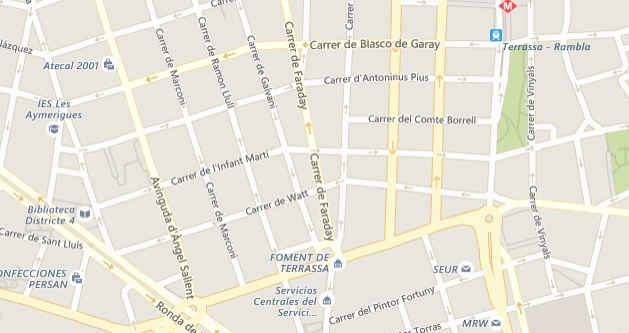 M
Terrassa - Rambla
Carrer de Blasco de Garay
Atecal 2001
Carrer de Marconi
Carrer de Ramon Llull
Carrer de Galvani
Carrer de Faraday
Carrer d'Antoninus Pius
Carrer de Vinyals
IES Les
Aymerigues
Carrer del Comte Borrell
Carrer de l'Infant Martí
Carrer de Faraday
Avinguda d'Àngel Sallent
Carrer de Marconi
Carrer de Watt
Carrer de Vinyals
Biblioteca
Districte 4
Carrer de Sant Lluís
CONFECCIONES
PERSAN
FOMENT DE
TERRASSA
SEUR
Servicios
Centrales del
Servici...
Carrer del Pintor Fortuny
MRW
Torras
Ronda de